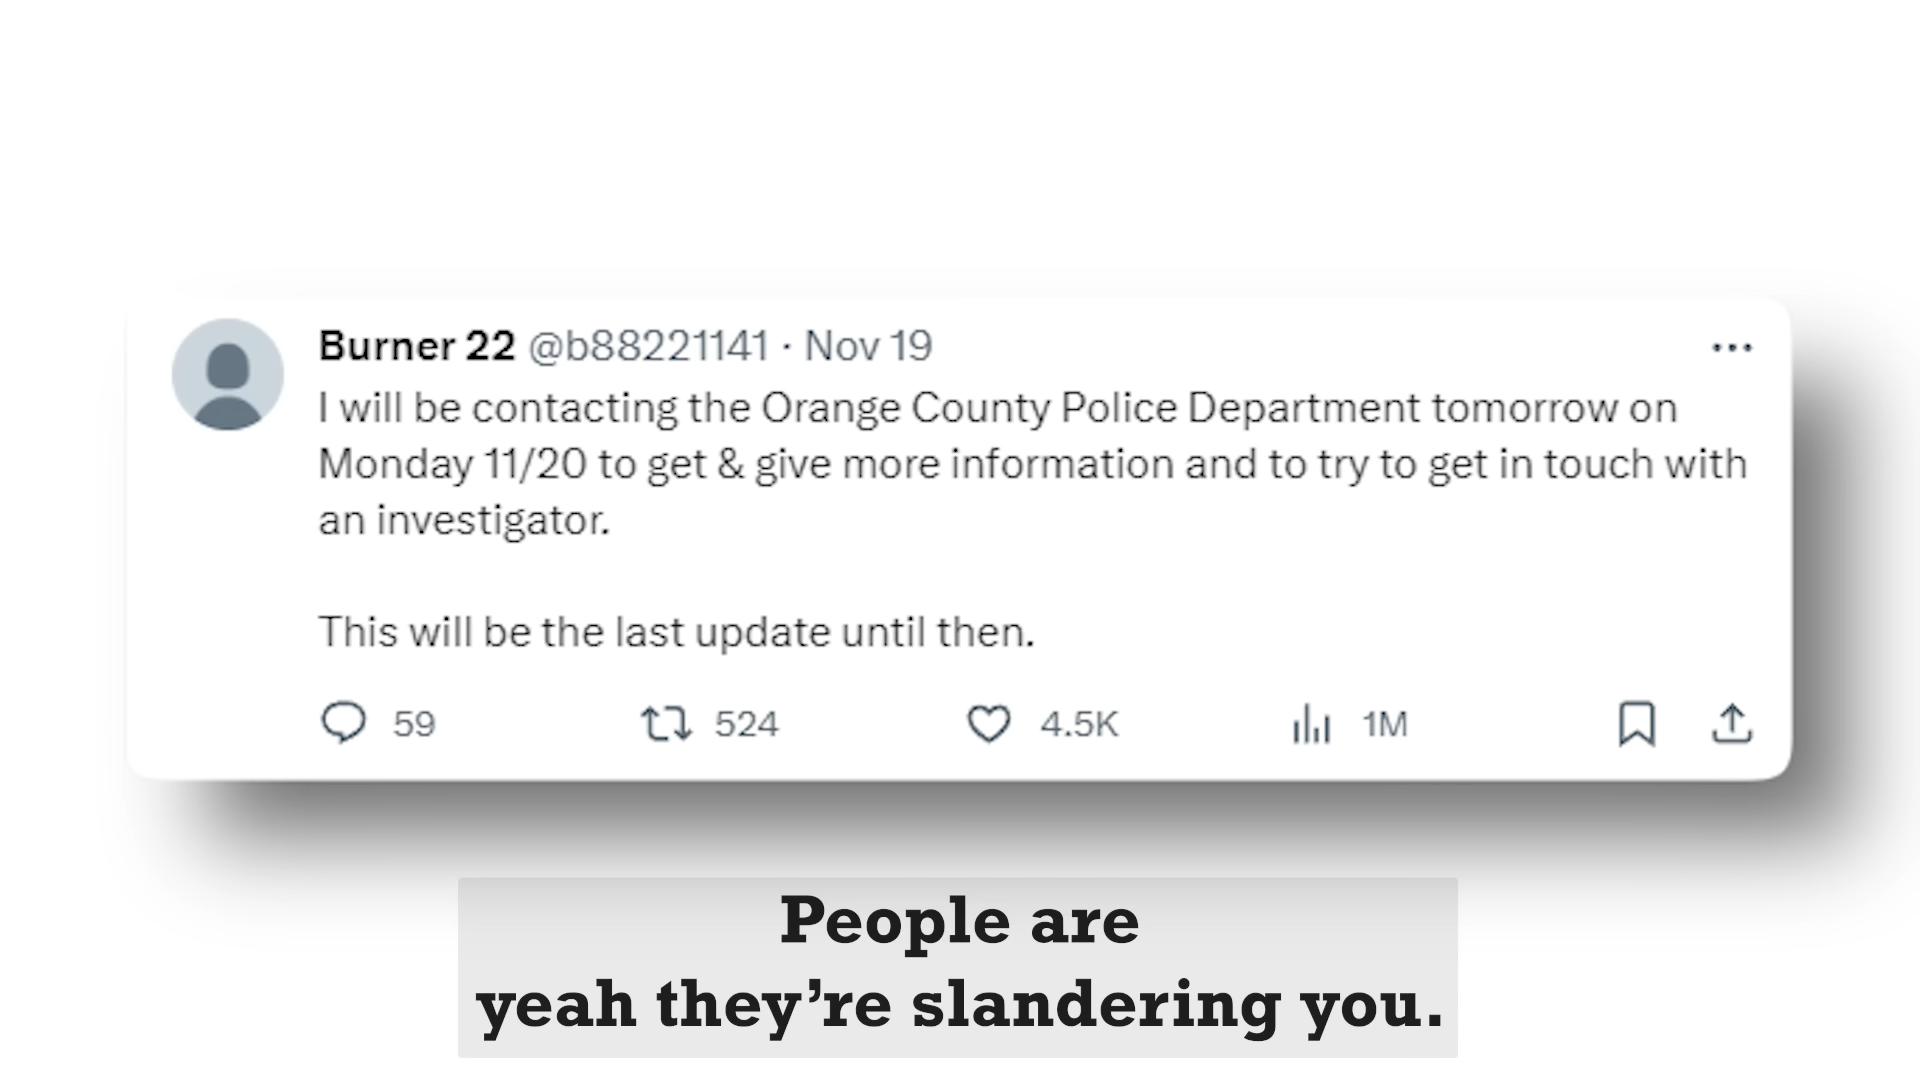 Burner 22 @b88221141 · Nov 19
I will be contacting the Orange County Police Department tomorrow on
Monday 11/20 to get & give more information and to try to get in touch with
an investigator.
This will be the last update until then.
59 524 4.5K 1M
People are
yeah they’re slandering you.